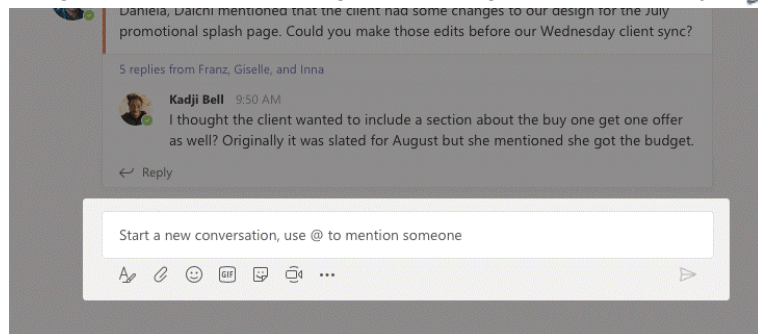 Daniela, Daichi mentioned that the client had some changes to our design for the July
promotional splash page. Could you make those edits before our Wednesday client sync?
5 replies from Franz, Giselle, and Inna
Kadji Bell 9:50 AM
I thought the client wanted to include a section about the buy one get one offer
as well? Originally it was slated for August but she mentioned she got the budget.
Reply
Start a new conversation, use @ to mention someone
GIF